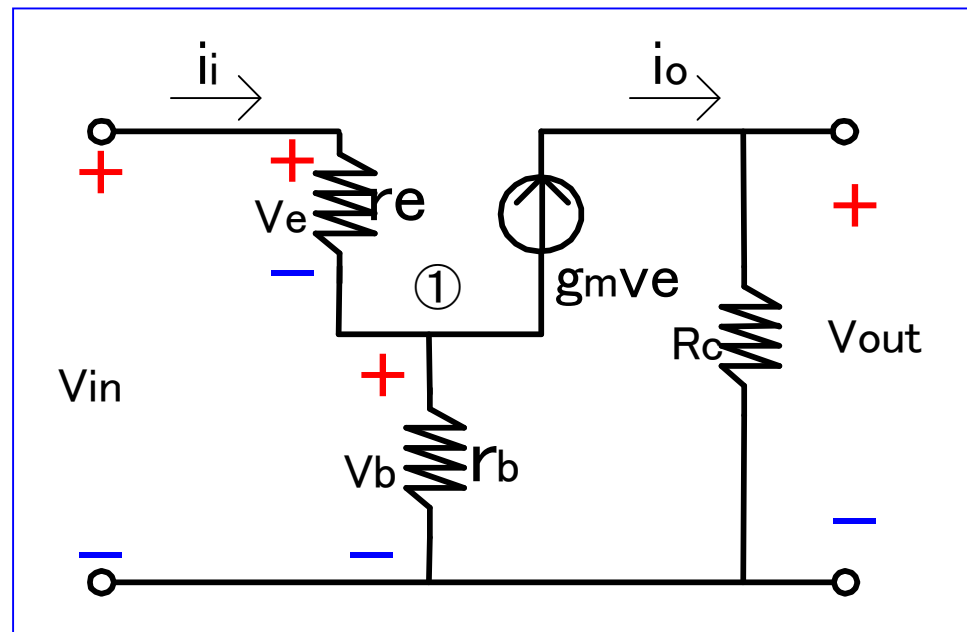 ii
io
+
+
+
Ve
re
−
①
gmve
+
Rc
Vout
Vin
Vb
rb
−
−
−